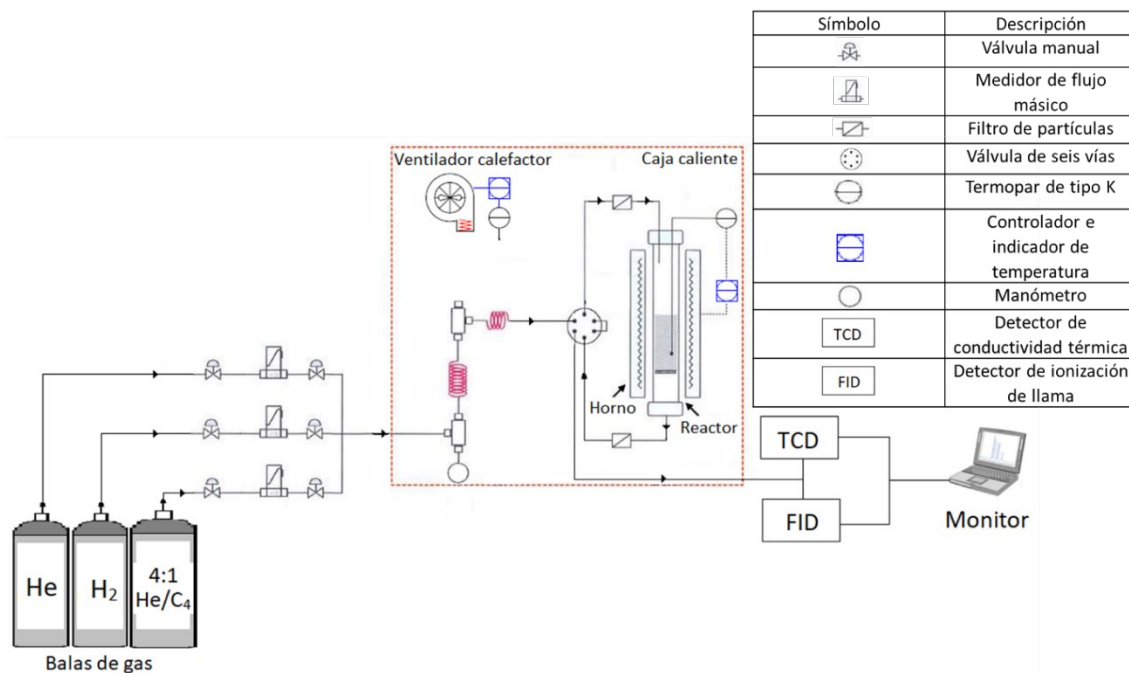 Símbolo Descripción
Válvula manual
Medidor de flujo
másico
Filtro de partículas
Válvula de seis vías
Termopar de tipo K
Controlador e
indicador de
temperatura
Manómetro
TCD Detector de
conductividad térmica
FID Detector de ionización
de llama
Ventilador calefactor Caja caliente
Horno
Reactor
TCD
FID
Monitor
He
H₂
4:1
He/C₄
Balas de gas